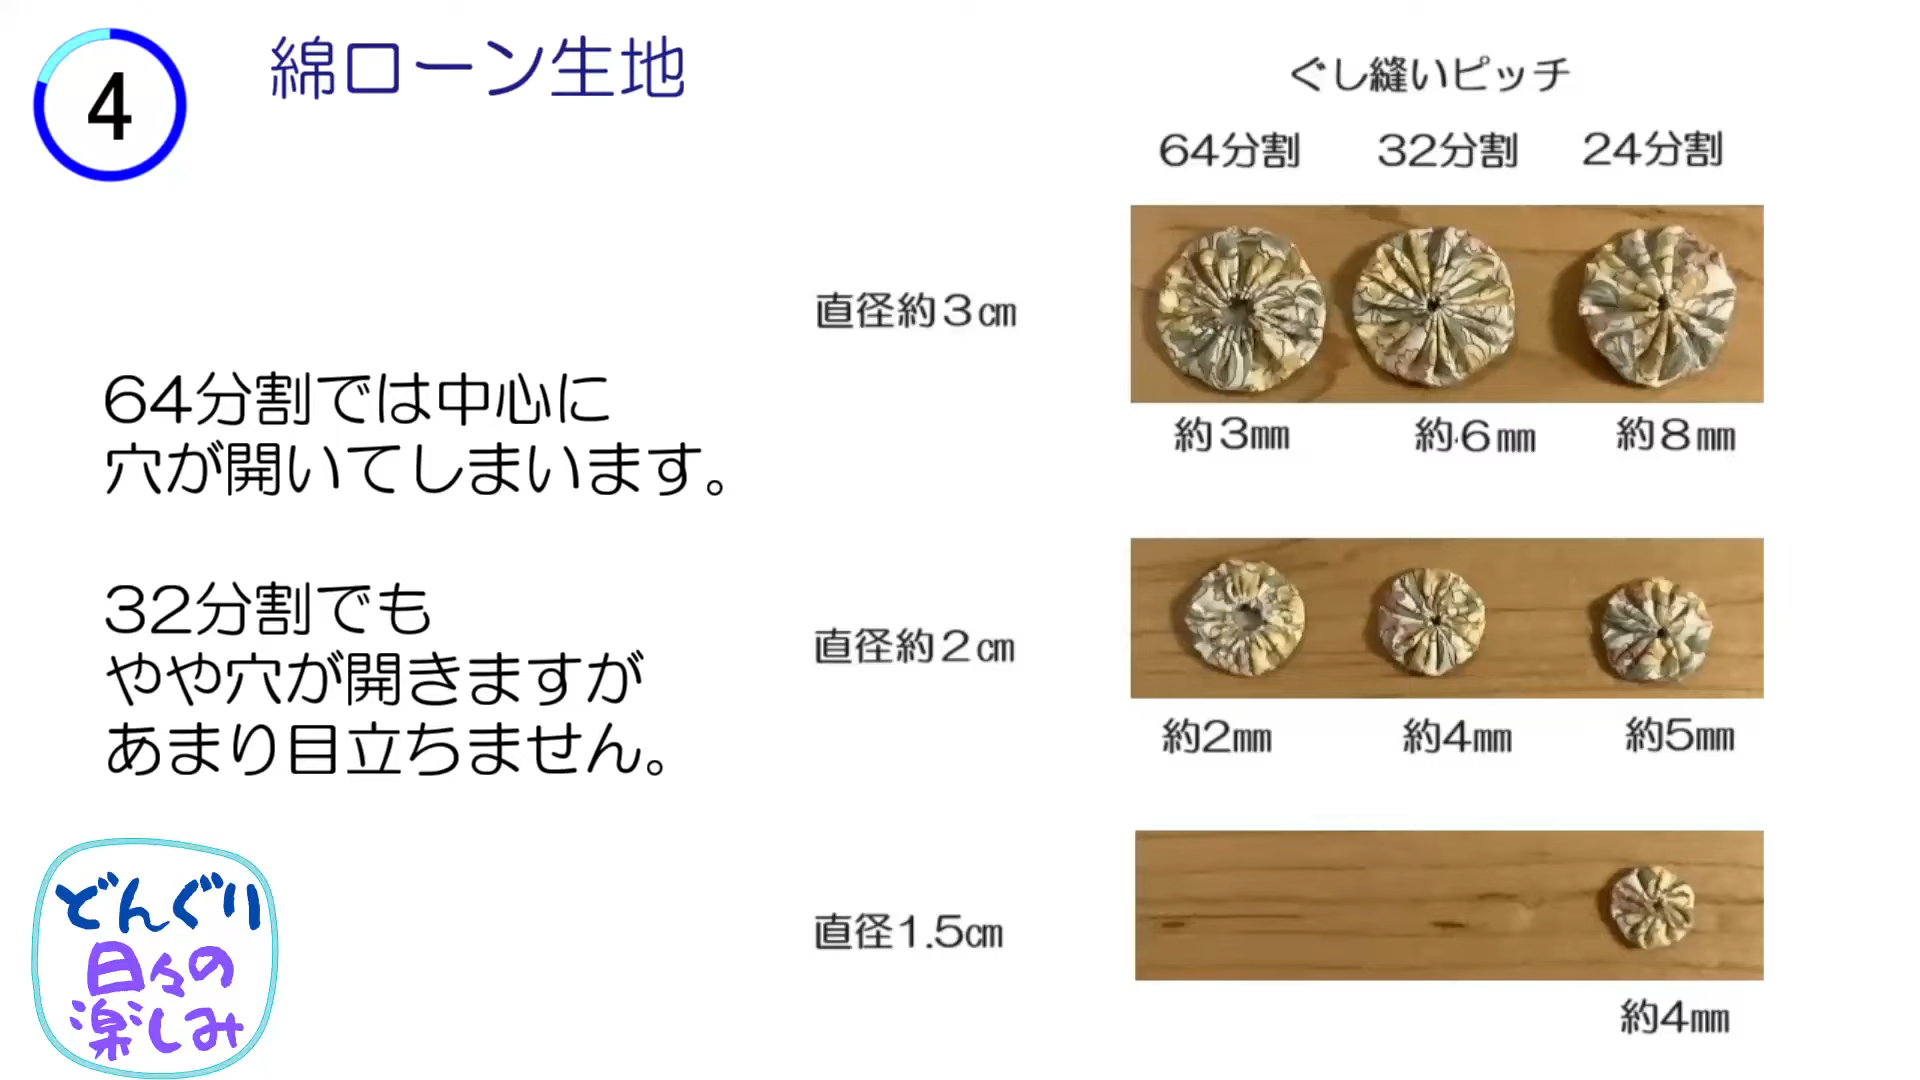 4
綿ローン生地
ぐし縫いピッチ
64分割 32分割 24分割
直径約3㎝
約3㎜ 約6㎜ 約8㎜
64分割では中心に
穴が開いてしまいます。
32分割でも
やや穴が開きますが
あまり目立ちません。
直径約2㎝
約2㎜ 約4㎜ 約5㎜
直径1.5㎝
約4㎜
どんぐり
日々の
楽しみ